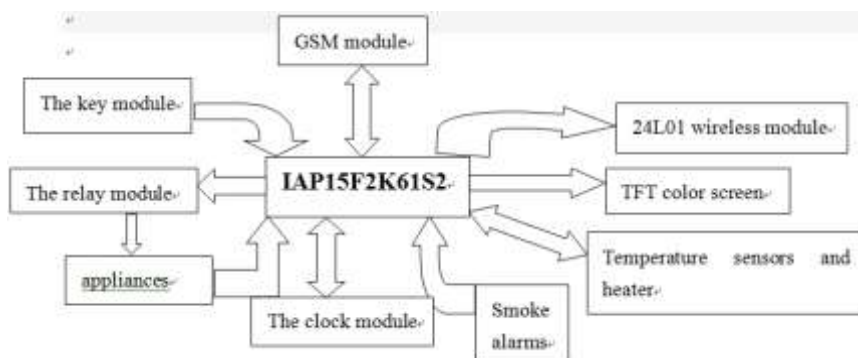 GSM module
The key module
24L01 wireless module
IAP15F2K61S2
The relay module
TFT color screen
Temperature sensors and
heater
appliances
The clock module
Smoke
alarms